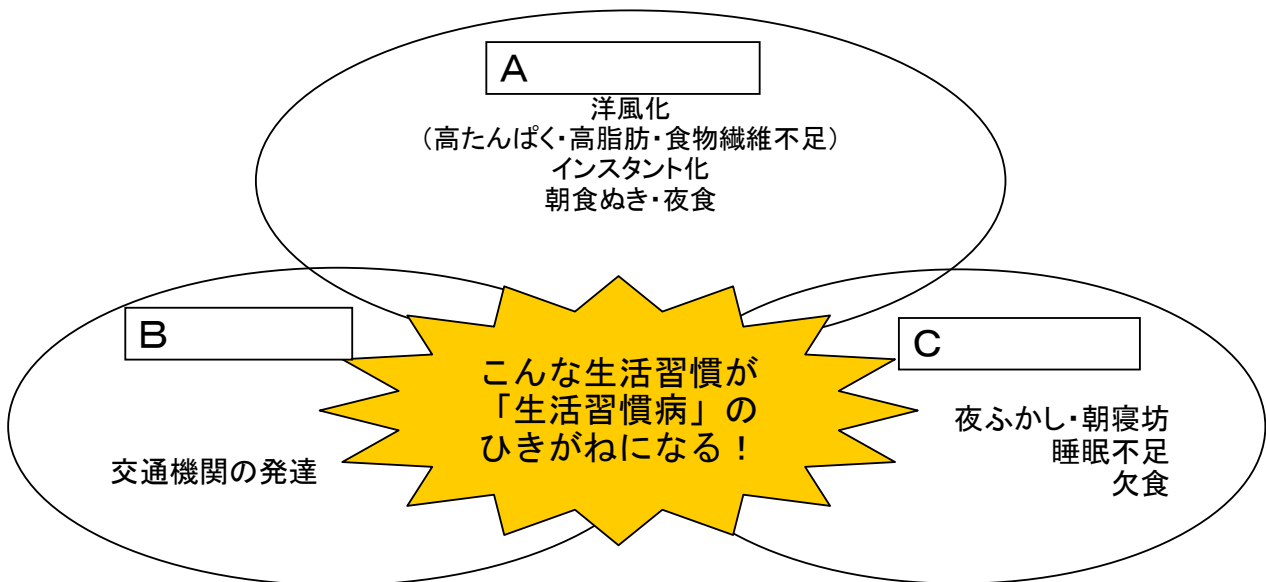 A
洋風化
（高たんぱく・高脂肪・食物繊維不足）
インスタント化
朝食ぬき・夜食
B
交通機関の発達
こんな生活習慣が
「生活習慣病」の
ひきがねになる！
C
夜ふかし・朝寝坊
睡眠不足
欠食